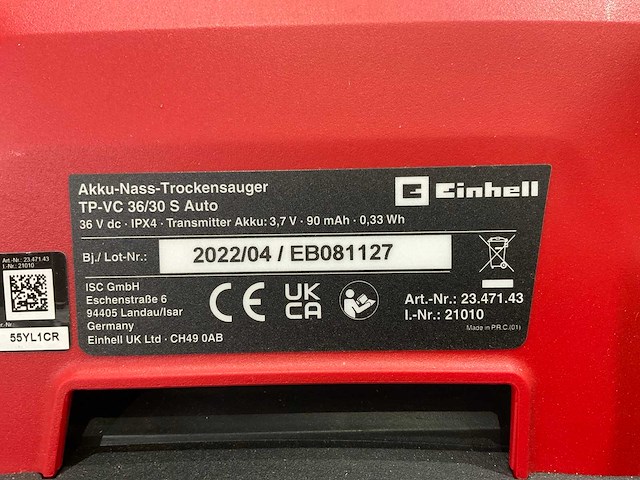 Akku-Nass-Trockensauger
TP-VC 36/30 S Auto
36 V dc · IPX4 · Transmitter Akku: 3,7 V · 90 mAh · 0,33 Wh
Einhell
Bj./Lot-Nr.: 2022/04 / EB081127
ISC GmbH
Eschenstraße 6
94405 Landau/Isar
Germany
Einhell UK Ltd · CH49 0AB
CE
UK
CA
Art.-Nr.: 23.471.43
I.-Nr.: 21010
Made in P.R.C.(01)
Art.-Nr.: 23.471.43
I.-Nr.: 21010
55YL1CR